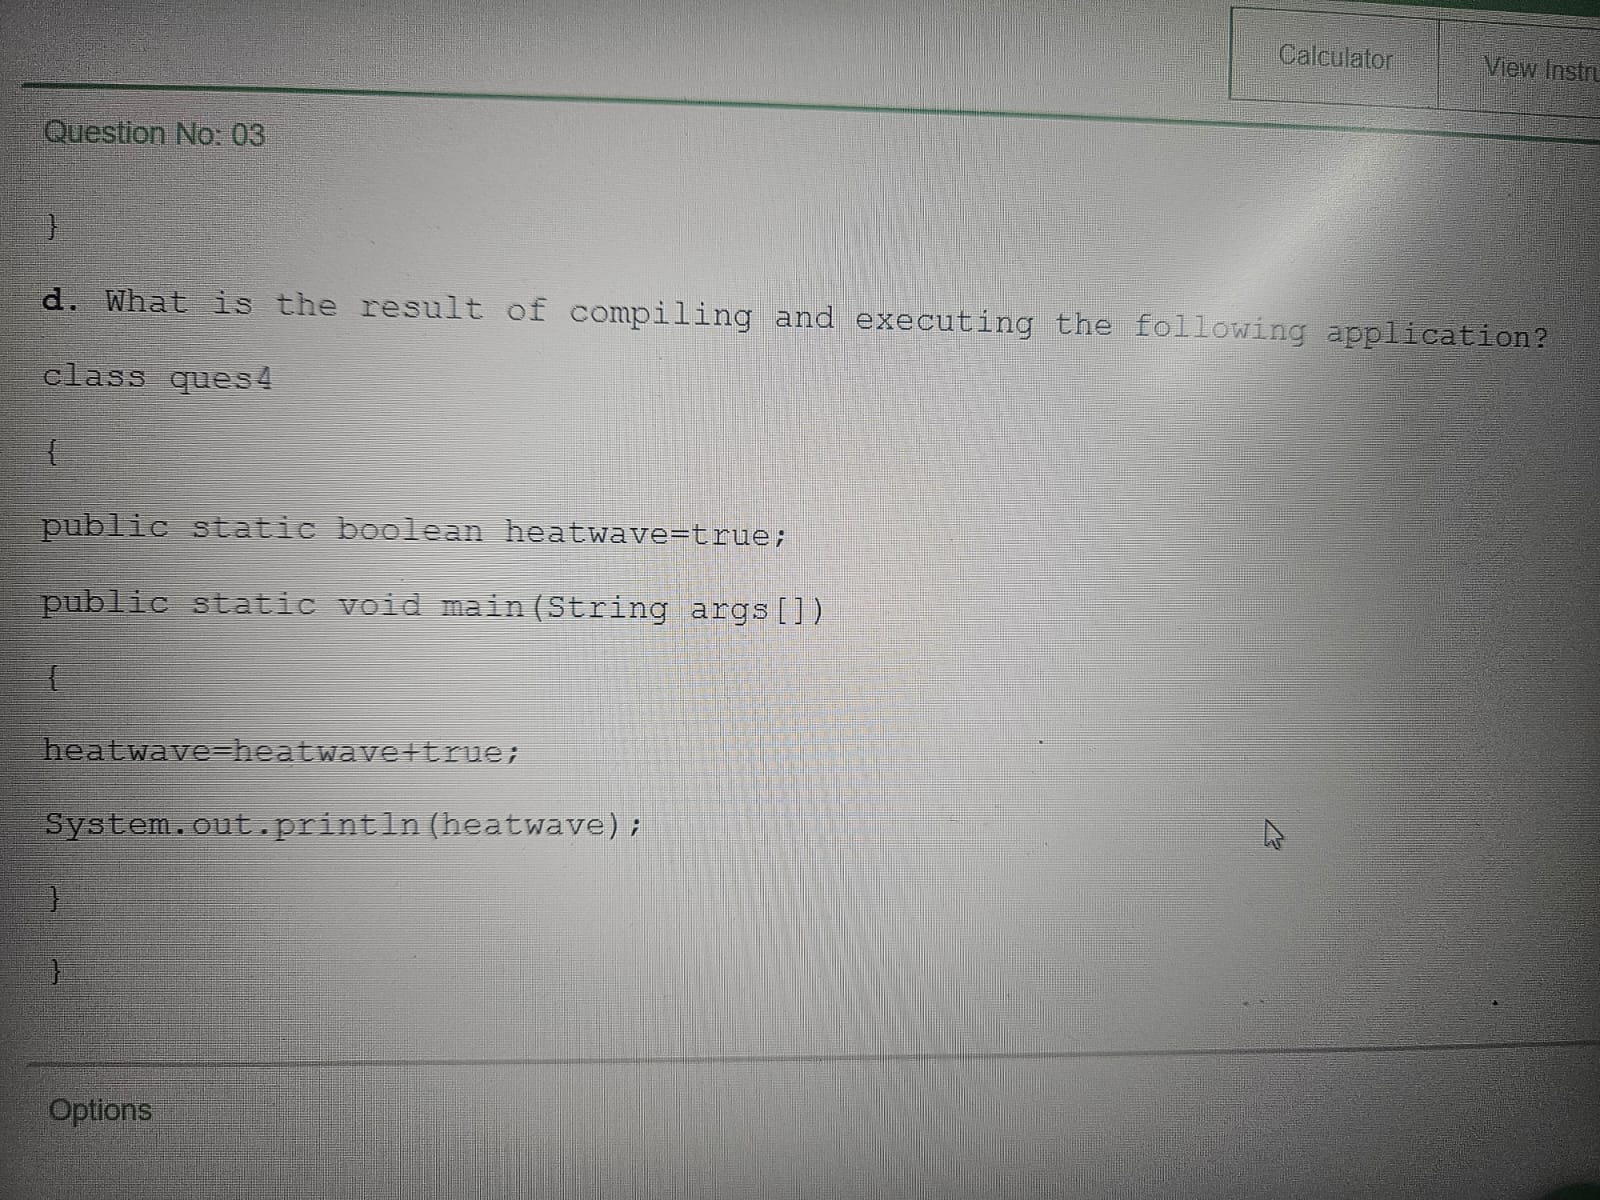 Calculator
View Instru
Question No: 03
}
d. What is the result of compiling and executing the following application?
class ques4
{
public static boolean heatwave=true;
public static void main(String args[])
{
heatwave=heatwave+true;
System.out.println(heatwave);
}
}
Options